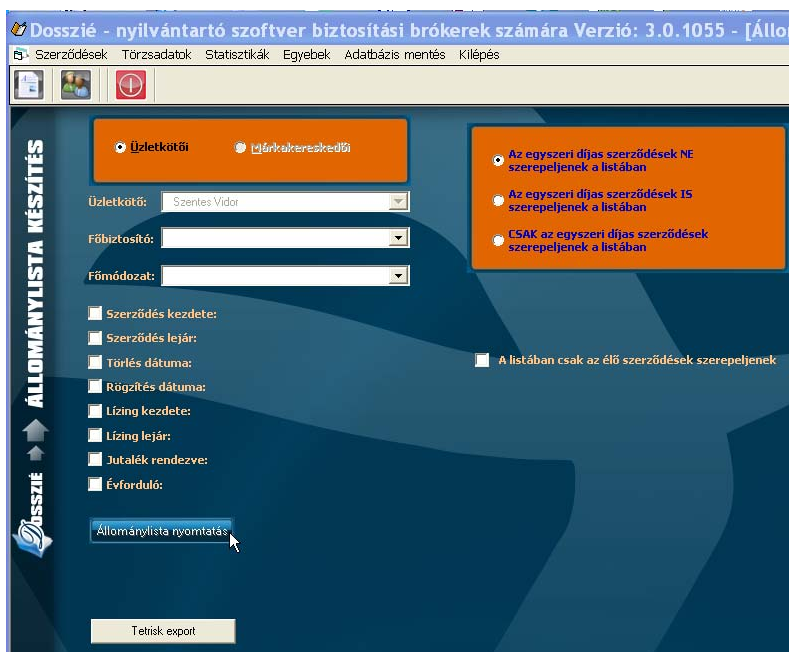 Dosszié - nyilvántartó szoftver biztosítási brókerek számára Verzió: 3.0.1055 - [Állo
Szerződések Törzsadatok Statisztikák Egyebek Adatbázis mentés Kilépés
DOSSZIÉ ÁLLOMÁNYLISTA KÉSZÍTÉS
Üzletkötői
Márkakereskedői
Üzletkötő: Szentes Vidor
Főbiztosító:
Főmódozat:
Az egyszeri díjas szerződések NE
szerepeljenek a listában
Az egyszeri díjas szerződések IS
szerepeljenek a listában
CSAK az egyszeri díjas szerződések
szerepeljenek a listában
Szerződés kezdete:
Szerződés lejár:
Törlés dátuma:
Rögzítés dátuma:
Lízing kezdete:
Lízing lejár:
Jutalék rendezve:
Évforduló:
A listában csak az élő szerződések szerepeljenek
Állománylista nyomtatás
Tetrisk export